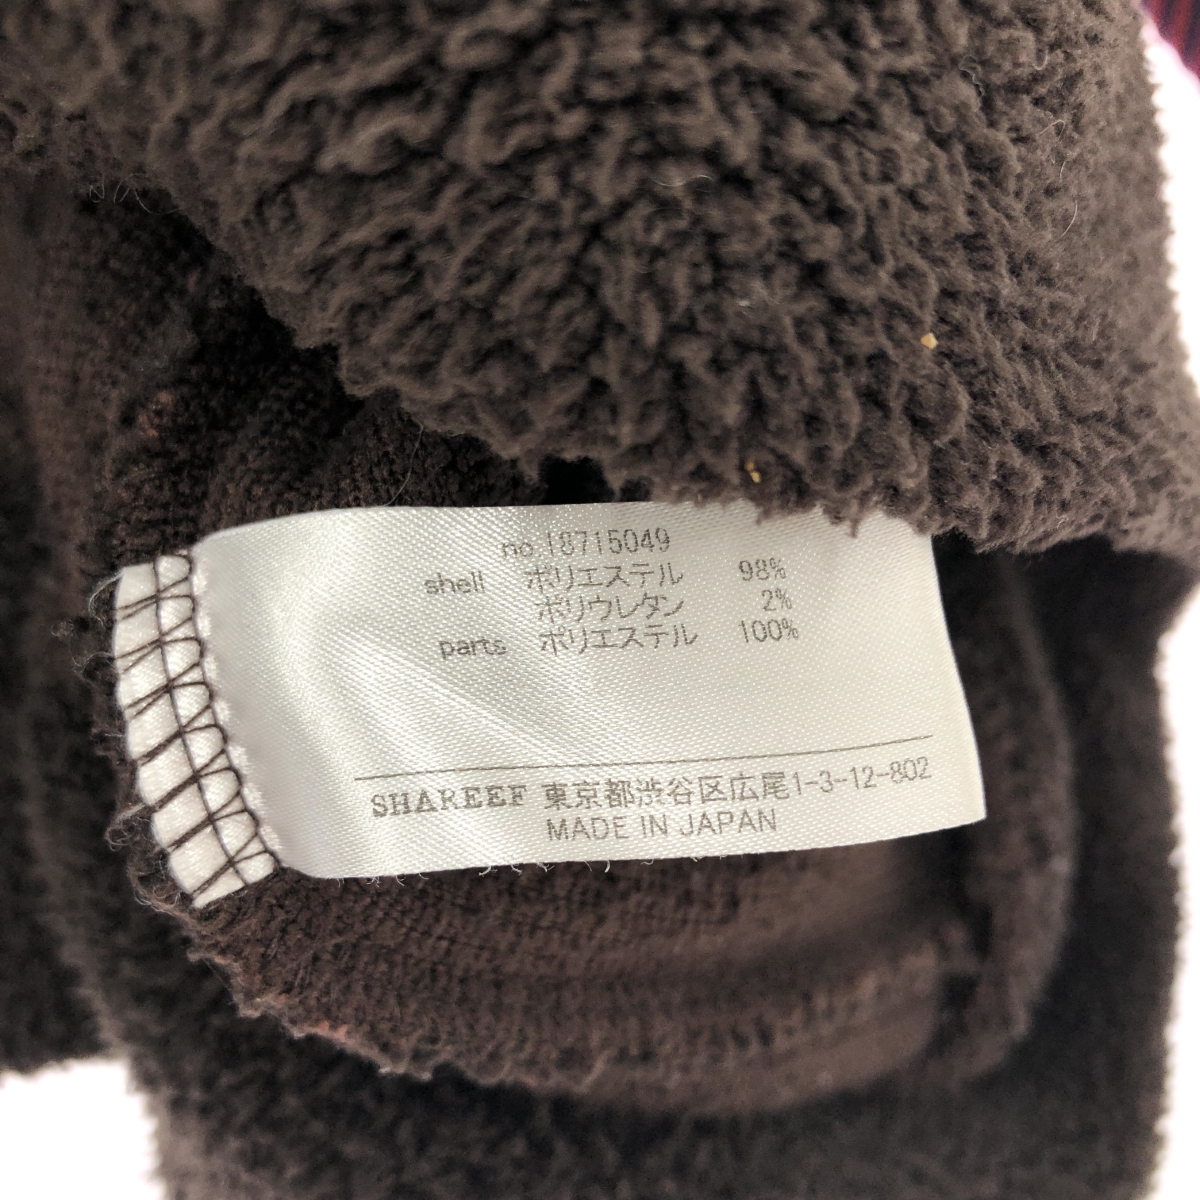 no.18715049
shell ポリエステル 98%
ポリウレタン 2%
parts ポリエステル 100%
SHAREEF 東京都渋谷区広尾1-3-12-802
MADE IN JAPAN